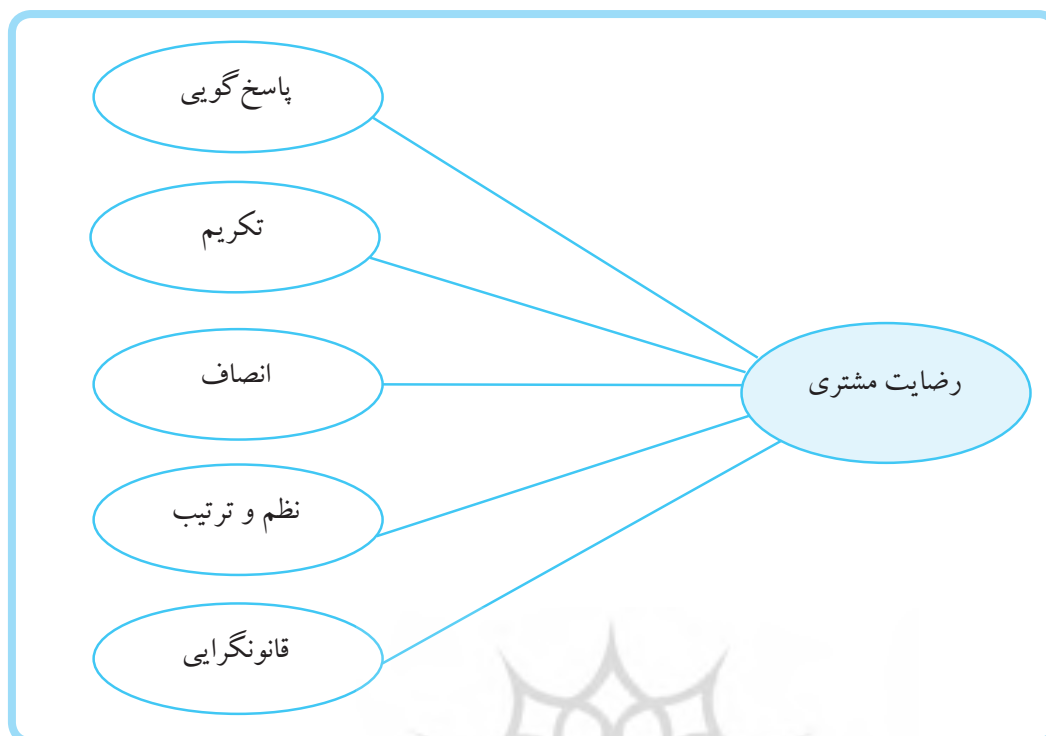 پاسخ‌گویی
تکریم
انصاف
رضایت مشتری
نظم و ترتیب
قانونگرایی